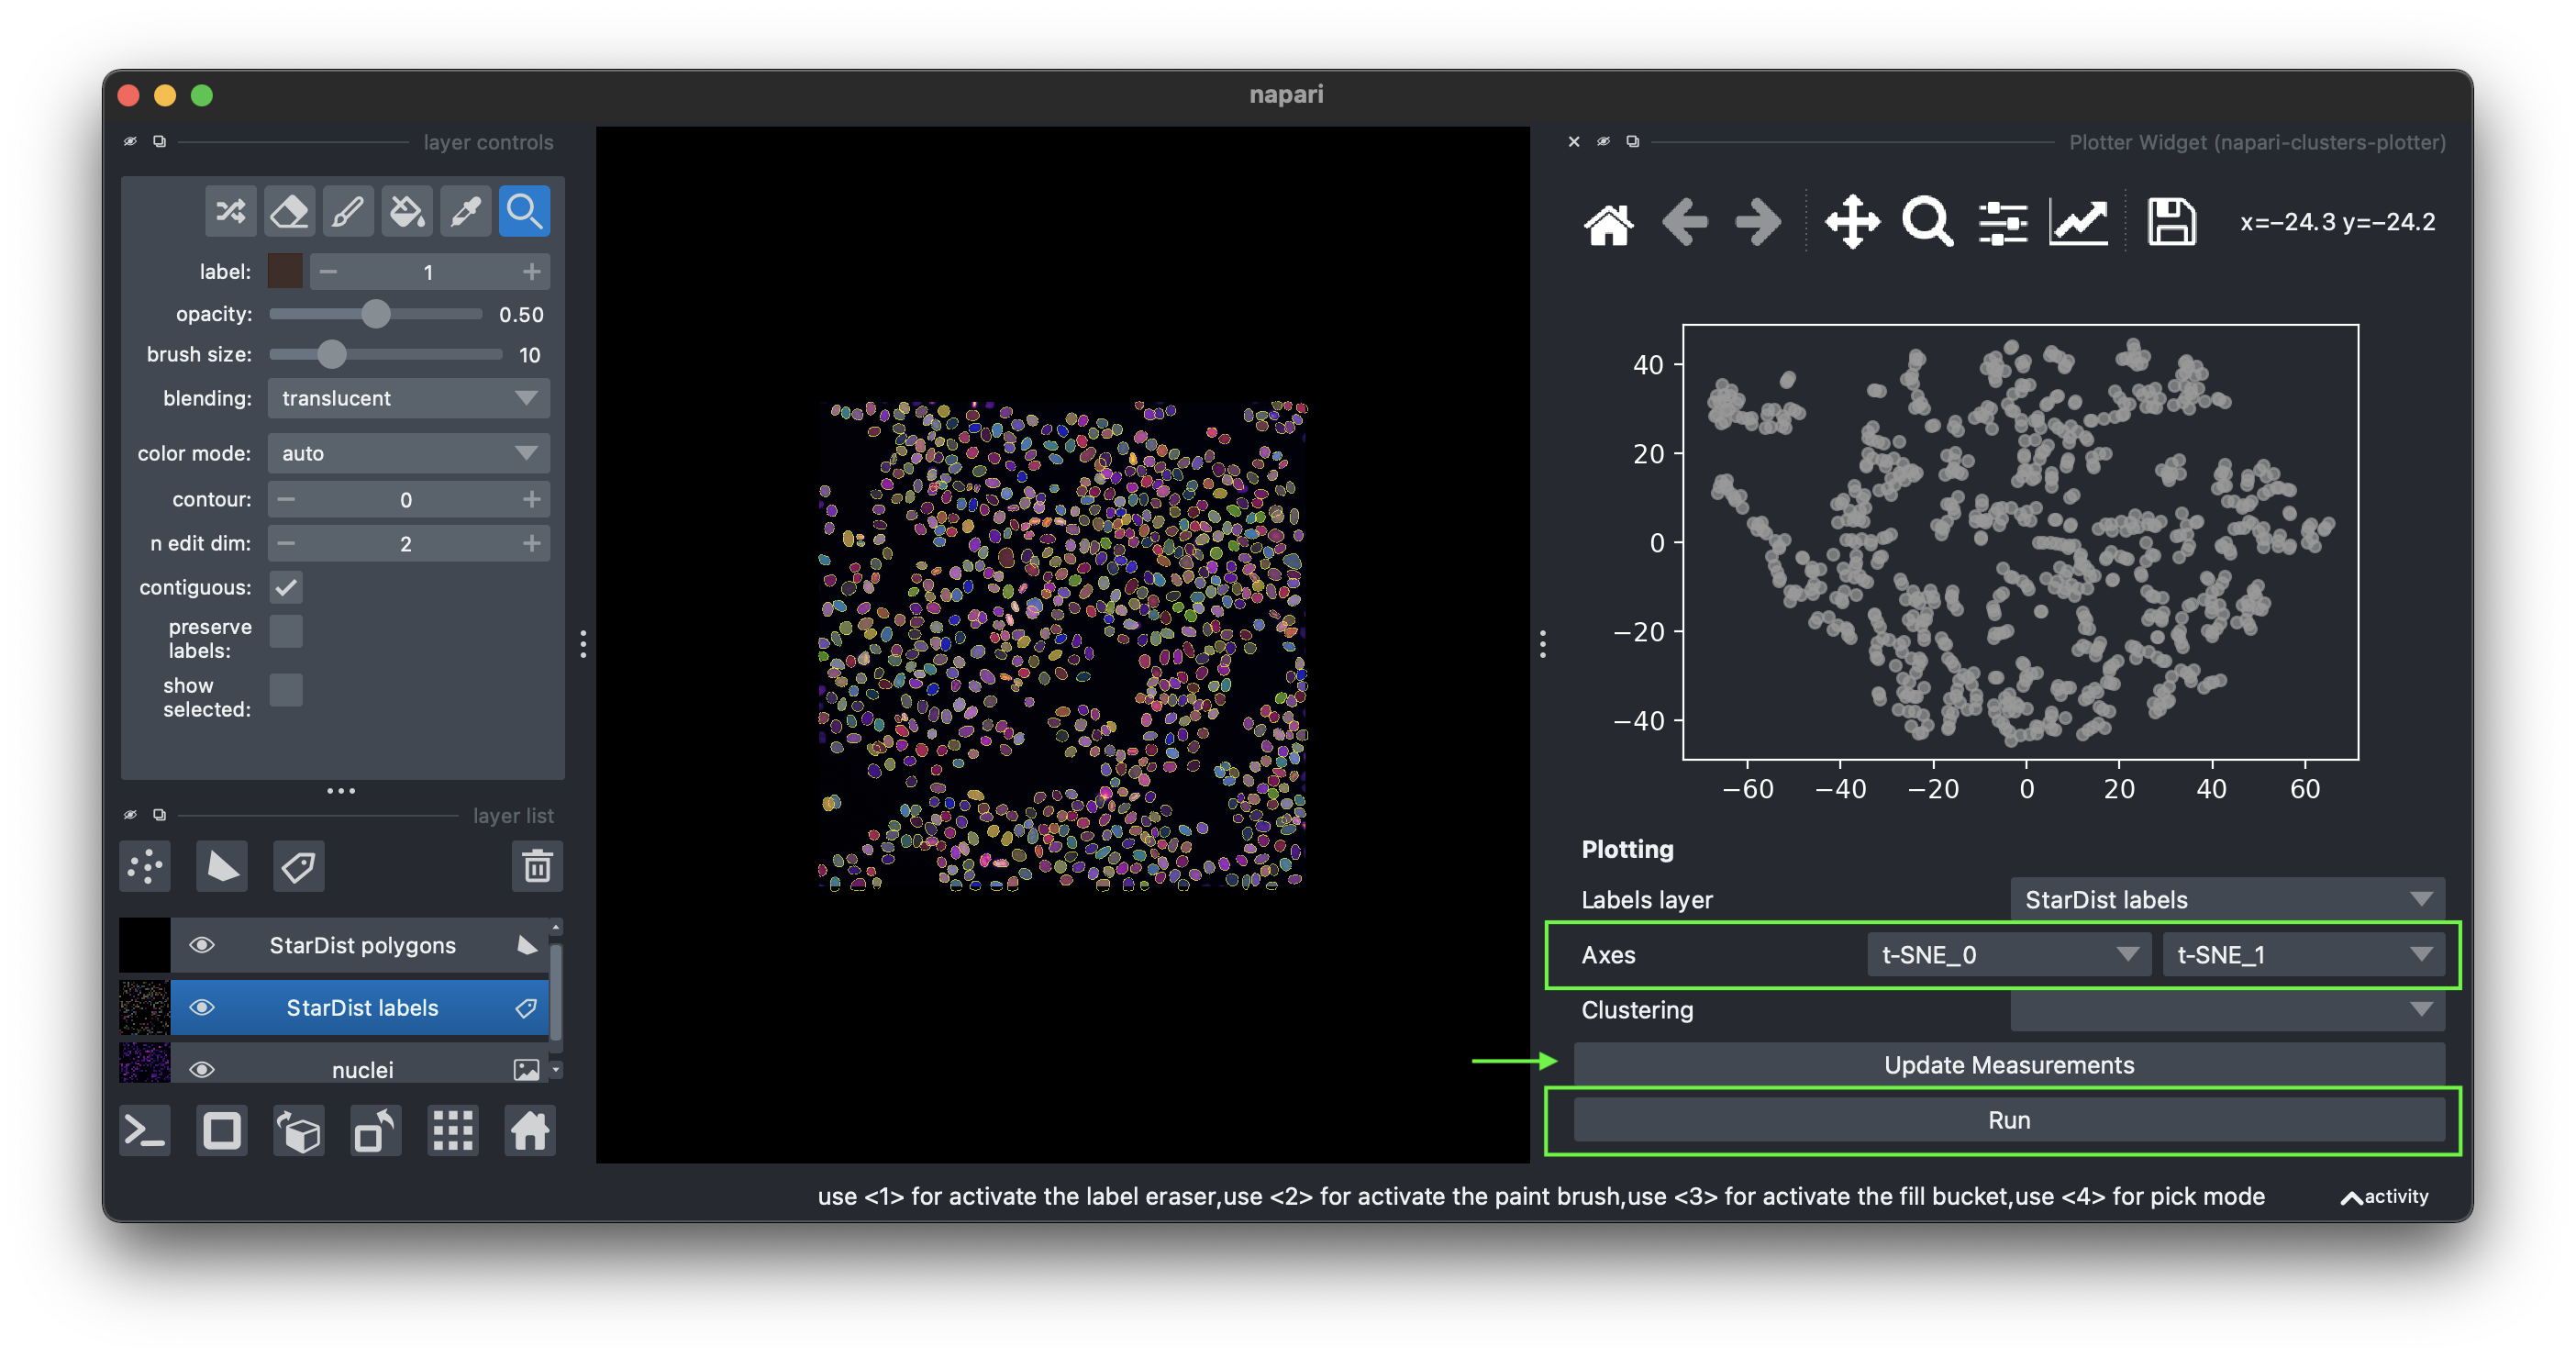 napari
layer controls
label: 1
opacity: 0.50
brush size: 10
blending: translucent
color mode: auto
contour: 0
n edit dim: 2
contiguous:
preserve
labels:
show
selected:
layer list
StarDist polygons
StarDist labels
nuclei
Plotter Widget (napari-clusters-plotter)
x=−24.3 y=−24.2
40
20
0
−20
−40
−60 −40 −20 0 20 40 60
Plotting
Labels layer StarDist labels
Axes t-SNE_0 t-SNE_1
Clustering
Update Measurements
Run
use <1> for activate the label eraser,use <2> for activate the paint brush,use <3> for activate the fill bucket,use <4> for pick mode
activity